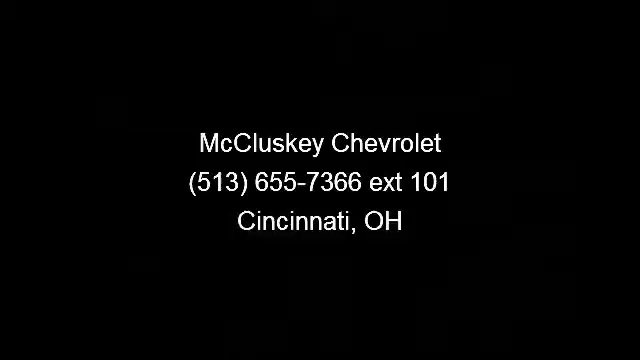 McCluskey Chevrolet
(513) 655-7366 ext 101
Cincinnati, OH